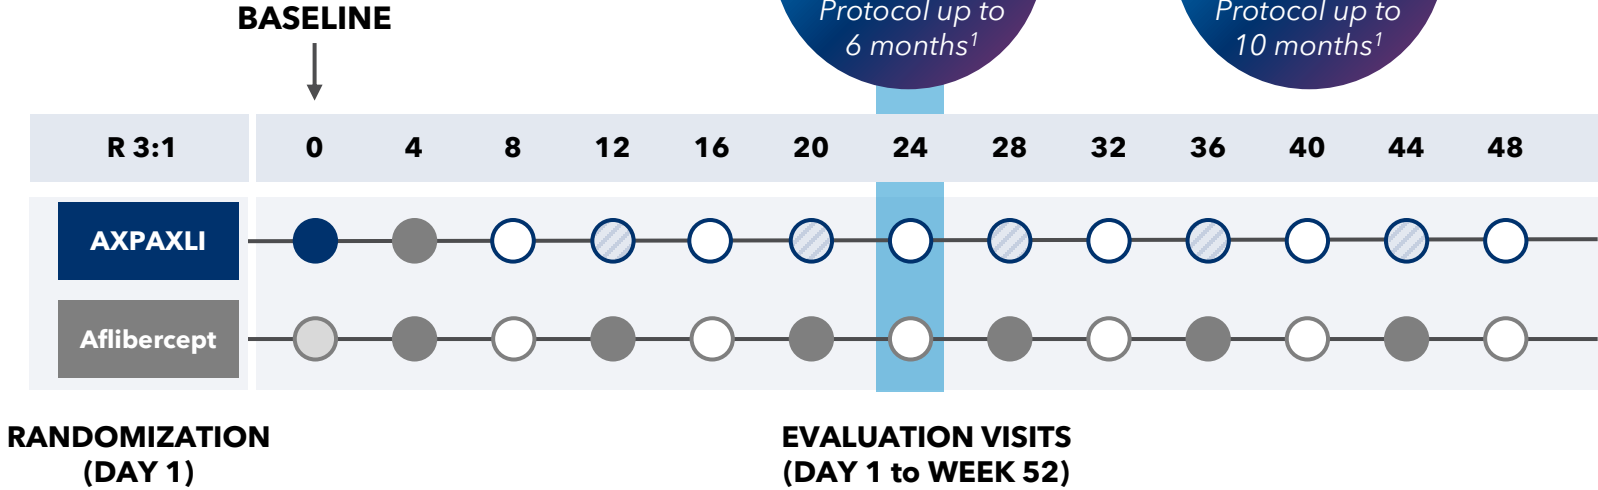 BASELINE
Protocol up to
6 months¹
Protocol up to
10 months¹
R 3:1 0 4 8 12 16 20 24 28 32 36 40 44 48
AXPAXLI
Aflibercept
RANDOMIZATION
(DAY 1)
EVALUATION VISITS
(DAY 1 to WEEK 52)